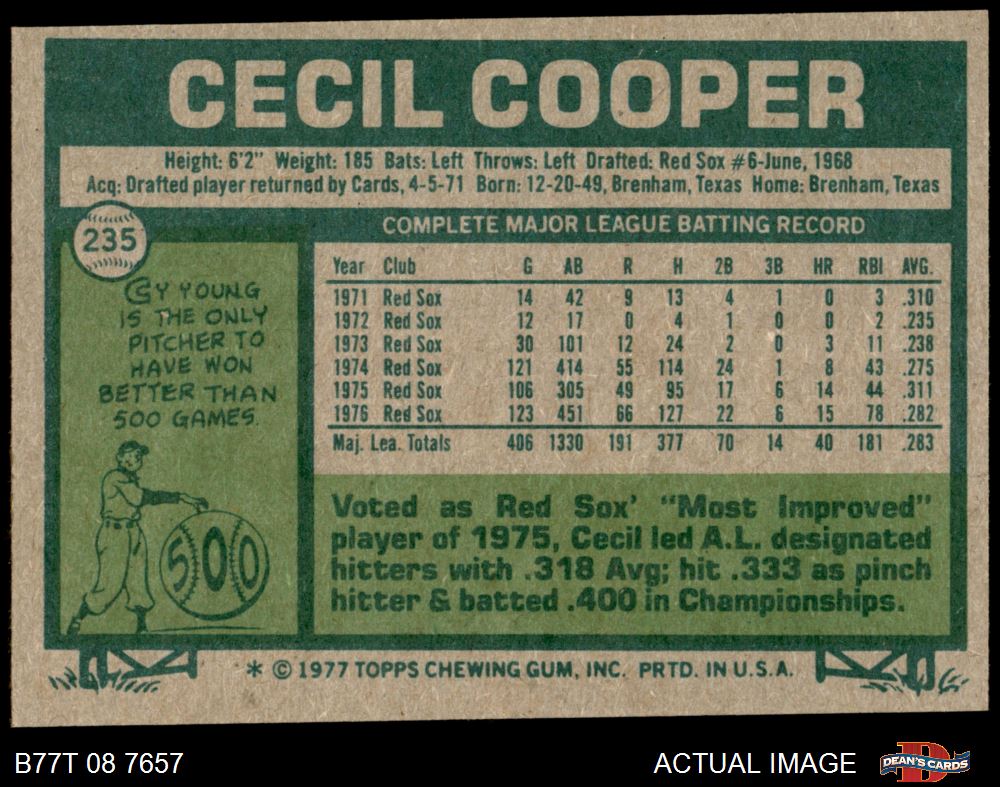 CECIL COOPER
Height: 6'2" Weight: 185 Bats: Left Throws: Left Drafted: Red Sox #6-June, 1968
Acq: Drafted player returned by Cards, 4-5-71 Born: 12-20-49, Brenham, Texas Home: Brenham, Texas
235
CY YOUNG
IS THE ONLY
PITCHER TO
HAVE WON
BETTER THAN
500 GAMES.
500
COMPLETE MAJOR LEAGUE BATTING RECORD
Year Club G AB R H 2B 3B HR RBI AVG.
1971 Red Sox 14 42 9 13 4 1 0 3 .310
1972 Red Sox 12 17 0 4 1 0 0 2 .235
1973 Red Sox 30 101 12 24 2 0 3 11 .238
1974 Red Sox 121 414 55 114 24 1 8 43 .275
1975 Red Sox 106 305 49 95 17 6 14 44 .311
1976 Red Sox 123 451 66 127 22 6 15 78 .282
Maj. Lea. Totals 406 1330 191 377 70 14 40 181 .283
Voted as Red Sox' "Most Improved"
player of 1975, Cecil led A.L. designated
hitters with .318 Avg; hit .333 as pinch
hitter & batted .400 in Championships.
* © 1977 TOPPS CHEWING GUM, INC. PRTD. IN U.S.A.
B77T 08 7657
ACTUAL IMAGE
D
DEAN'S CARDS